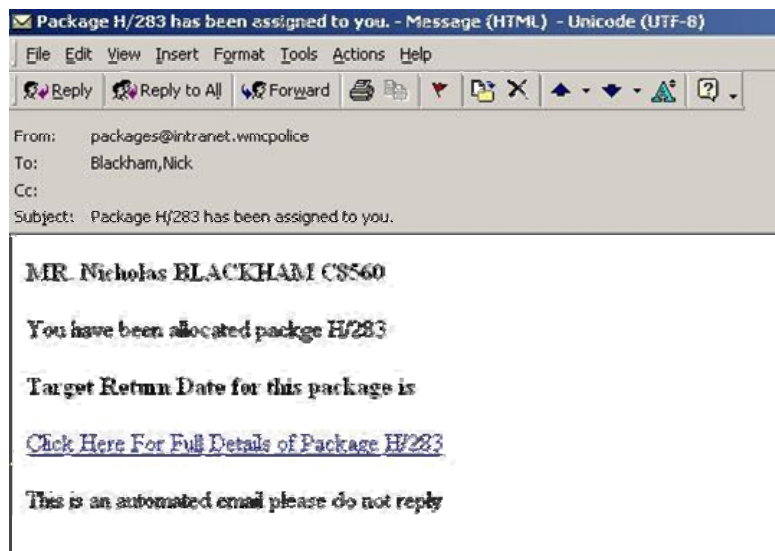 Package H/283 has been assigned to you. - Message (HTML) - Unicode (UTF-8)
File Edit View Insert Format Tools Actions Help
Reply Reply to All Forward
From: packages@intranet.wmcpolice
To: Blackham,Nick
Cc:
Subject: Package H/283 has been assigned to you.
MR. Nicholas BLACKHAM C8560
You have been allocated packge H/283
Target Return Date for this package is
Click Here For Full Details of Package H/283
This is an automated email please do not reply